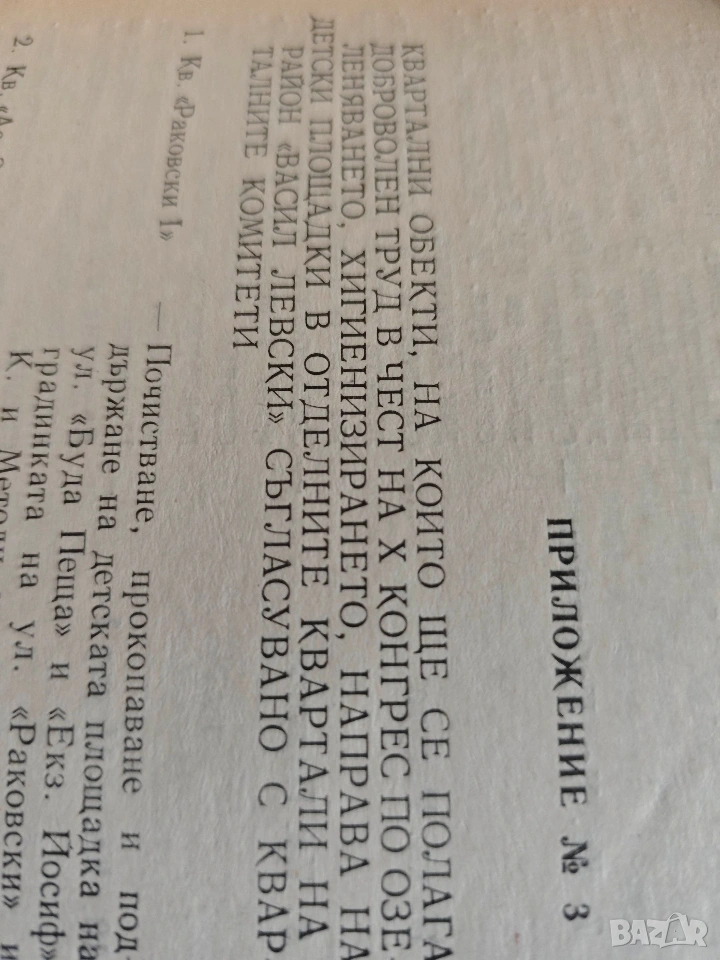 ПРИЛОЖЕНИЕ № 3
КВАРТАЛНИ ОБЕКТИ, НА КОИТО ЩЕ СЕ ПОЛАГА
ДОБРОВОЛЕН ТРУД В ЧЕСТ НА X КОНГРЕС ПО ОЗЕ-
ЛЕНЯВАНЕТО, ХИГИЕНИЗИРАНЕТО, НАПРАВА НА
ДЕТСКИ ПЛОЩАДКИ В ОТДЕЛНИТЕ КВАРТАЛИ НА
РАЙОН «ВАСИЛ ЛЕВСКИ» СЪГЛАСУВАНО С КВАР-
ТАЛНИТЕ КОМИТЕТИ
1. Кв. «Раковски I»
— Почистване, прокопаване и под-
държане на детската площадка на
ул. «Буда Пеща» и «Екз. Йосиф»
градинката на ул. «Раковски» и
К. и Методи
2. Кв.
BAZAR